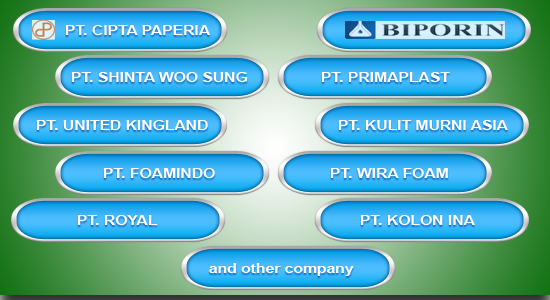 PT. CIPTA PAPERIA
BIPORIN
PT. SHINTA WOO SUNG
PT. PRIMAPLAST
PT. UNITED KINGLAND
PT. KULIT MURNI ASIA
PT. FOAMINDO
PT. WIRA FOAM
PT. ROYAL
PT. KOLON INA
and other company